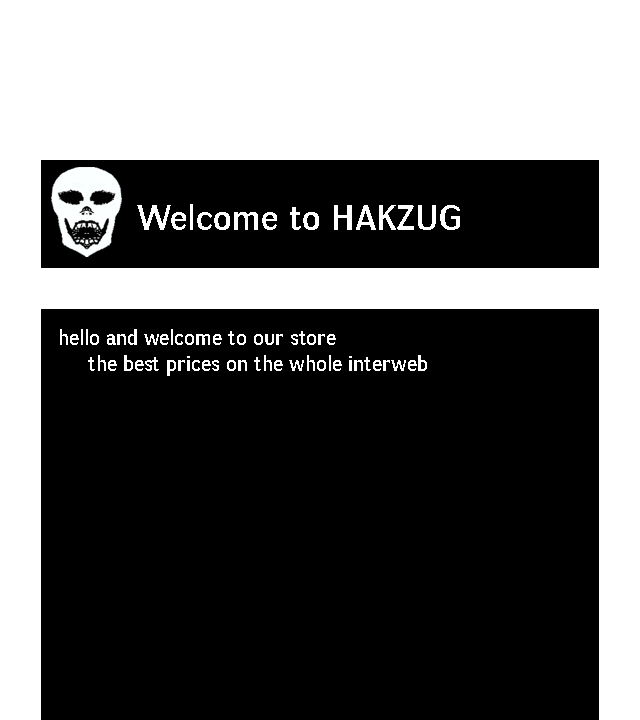 Welcome to HAKZUG
hello and welcome to our store
the best prices on the whole interweb